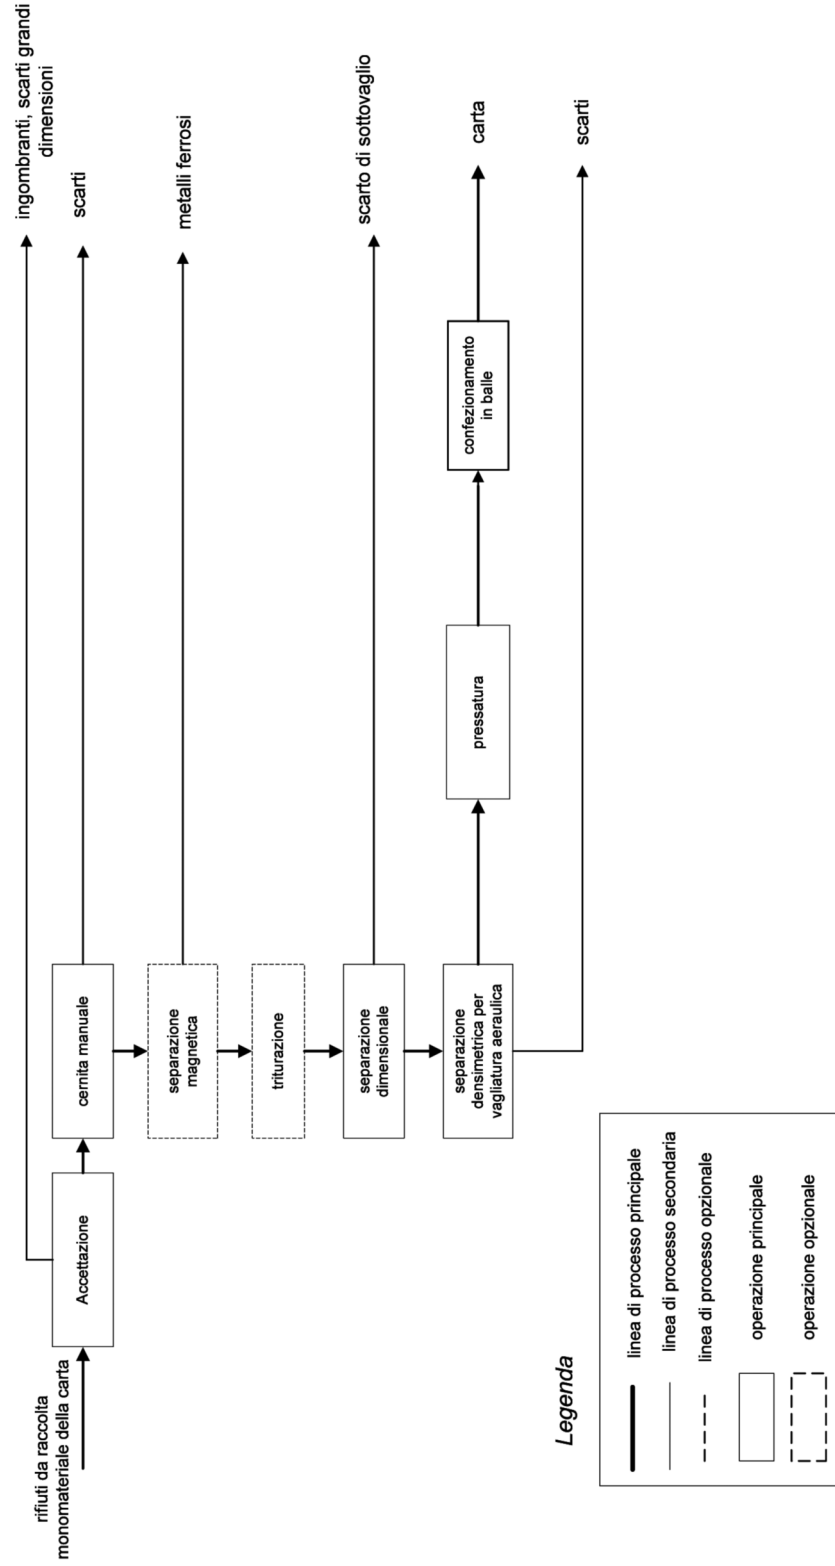 rifiuti da raccolta
monomateriale della carta
Accettazione
ingombranti, scarti grandi
dimensioni
cernita manuale
scarti
separazione
magnetica
metalli ferrosi
triturazione
separazione
dimensionale
scarto di sottovaglio
separazione
densimetrica per
vagliatura aeraulica
pressatura
confezionamento
in balle
carta
scarti
Legenda
linea di processo principale
linea di processo secondaria
linea di processo opzionale
operazione principale
operazione opzionale